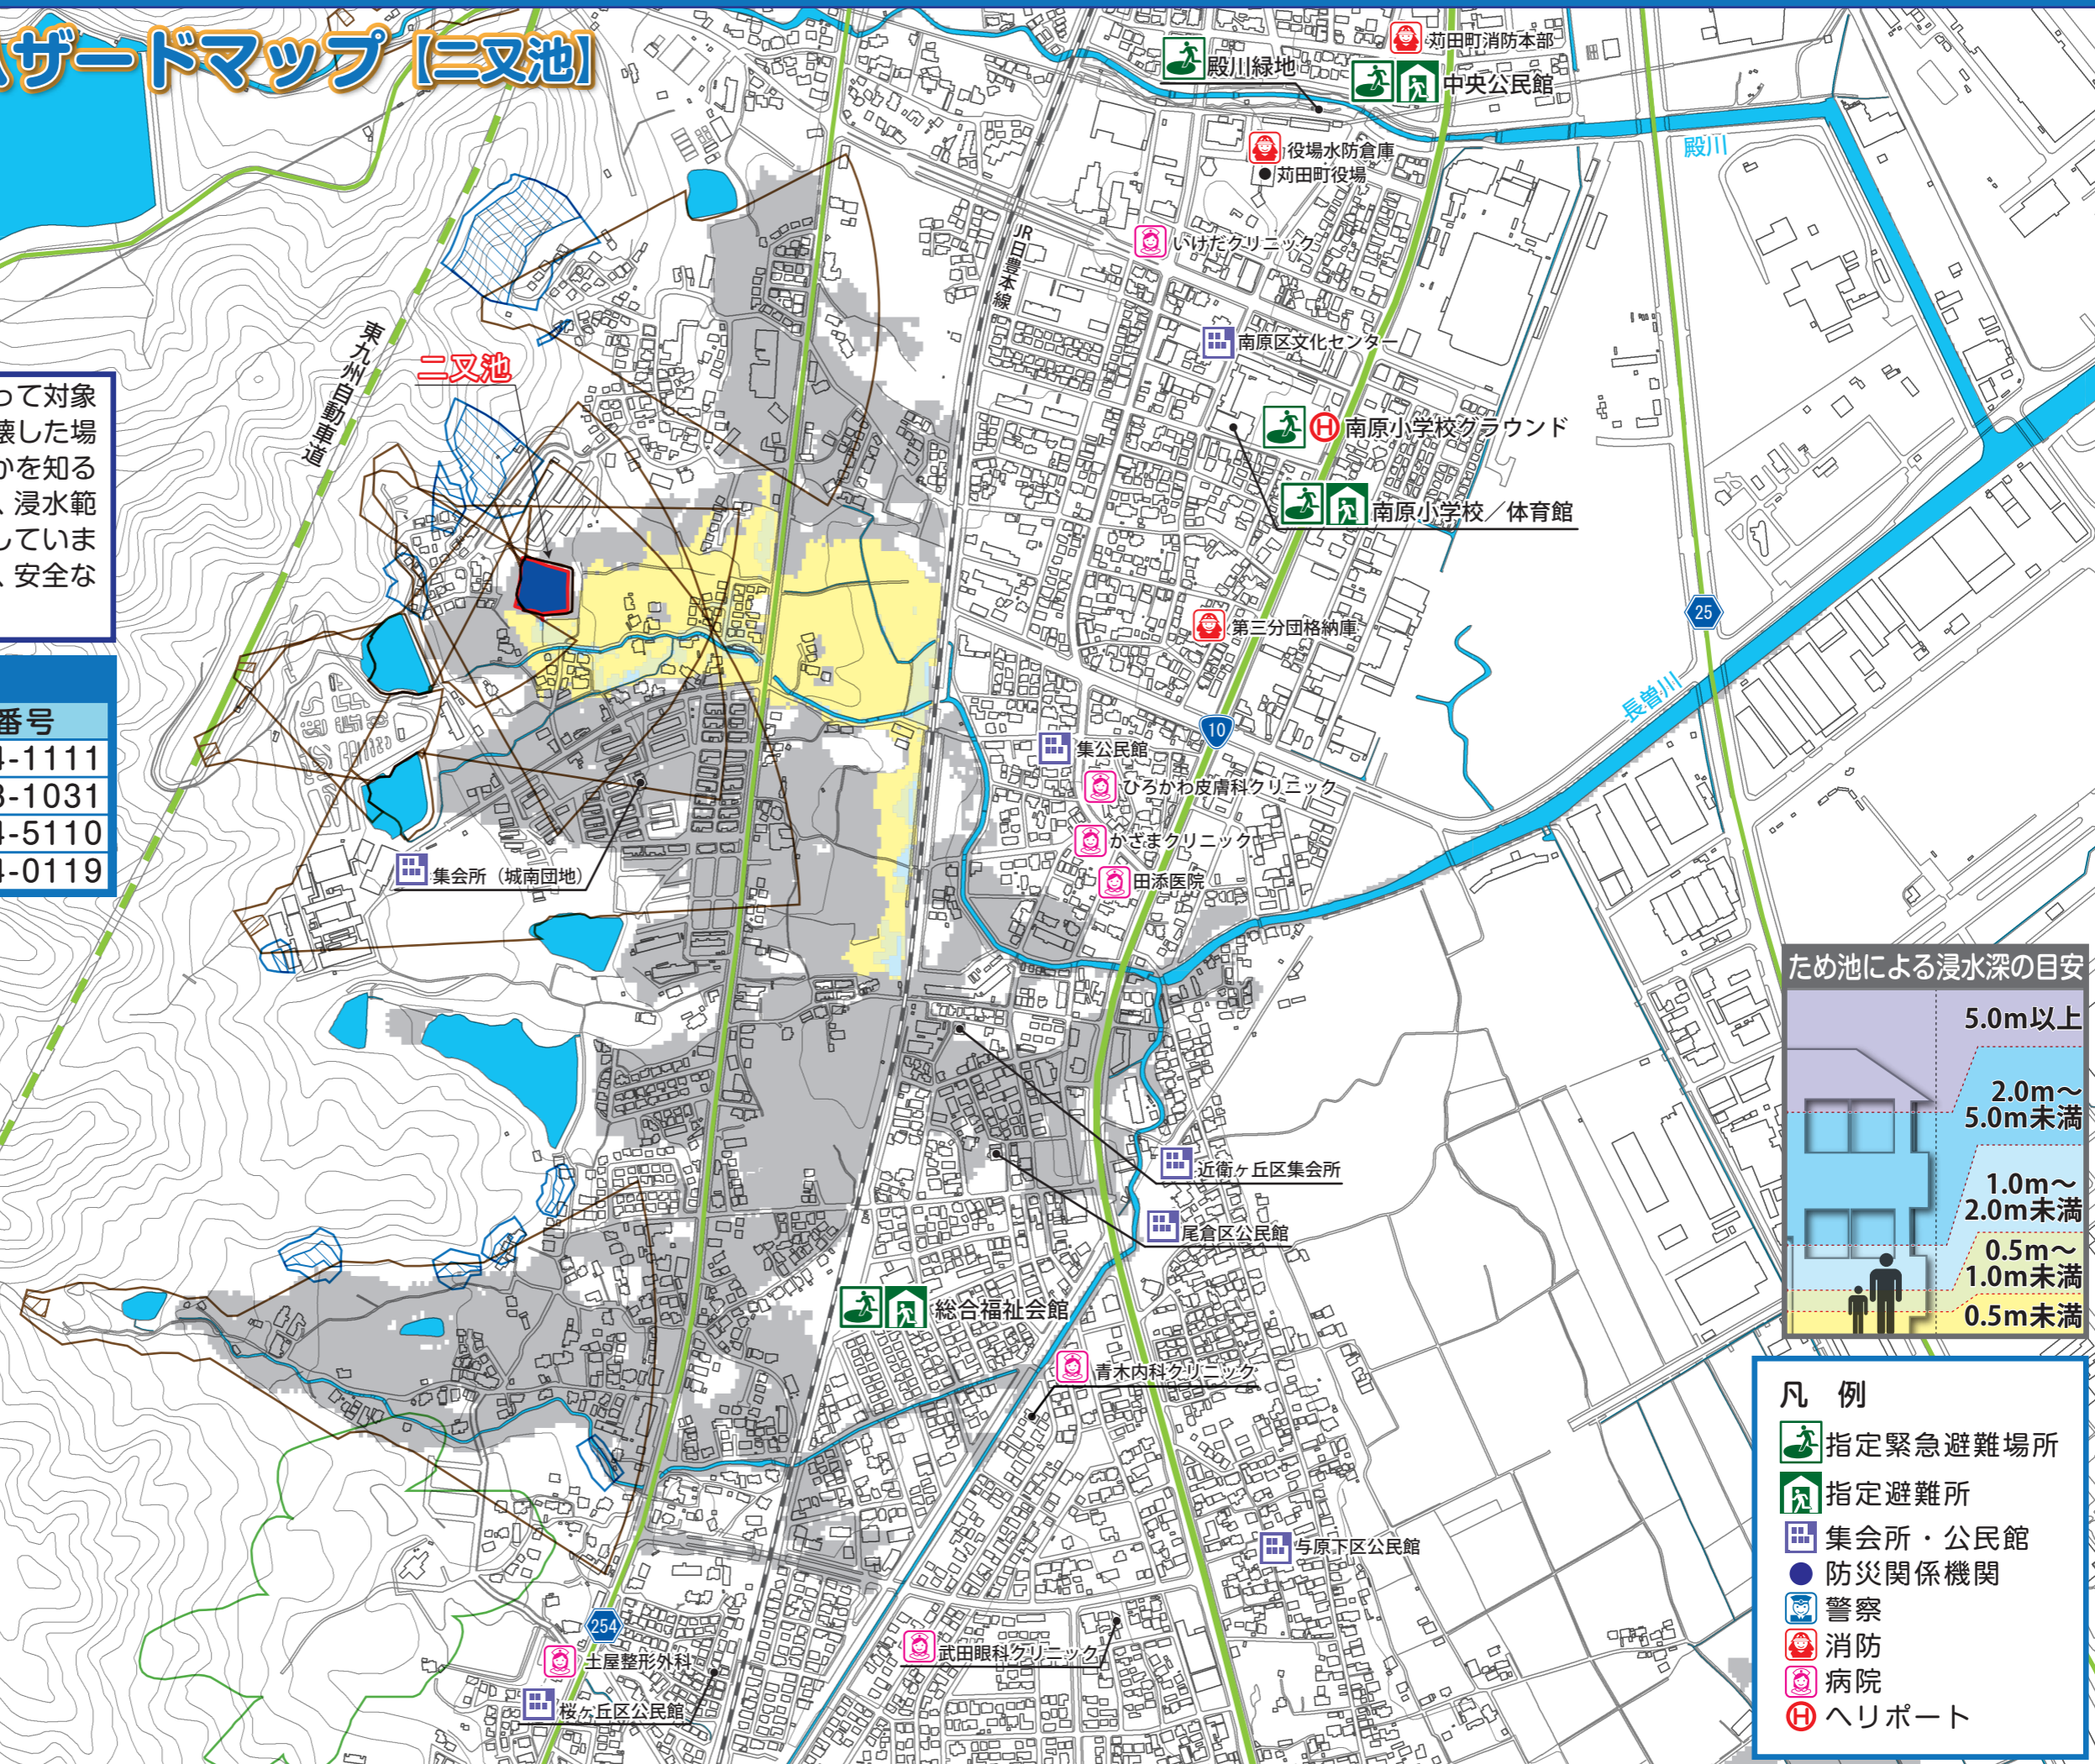 ハザードマップ【二又池】
って対象
壊した場
かを知る
、浸水範
していま
、安全な
番号
4-1111
3-1031
4-5110
4-0119
東九州自動車道
二又池
JR日豊本線
殿川緑地
苅田町消防本部
中央公民館
役場水防倉庫
苅田町役場
殿川
いけだクリニック
南原区文化センター
南原小学校グラウンド
南原小学校／体育館
第三分団格納庫
25
長曽川
10
集公民館
ひろかわ皮膚科クリニック
かざまクリニック
田添医院
集会所（城南団地）
近衛ヶ丘区集会所
尾倉区公民館
総合福祉会館
青木内科クリニック
与原下区公民館
254
土屋整形外科
武田眼科クリニック
桜ヶ丘区公民館
ため池による浸水深の目安
5.0m以上
2.0m～
5.0m未満
1.0m～
2.0m未満
0.5m～
1.0m未満
0.5m未満
凡 例
指定緊急避難場所
指定避難所
集会所・公民館
防災関係機関
警察
消防
病院
ヘリポート